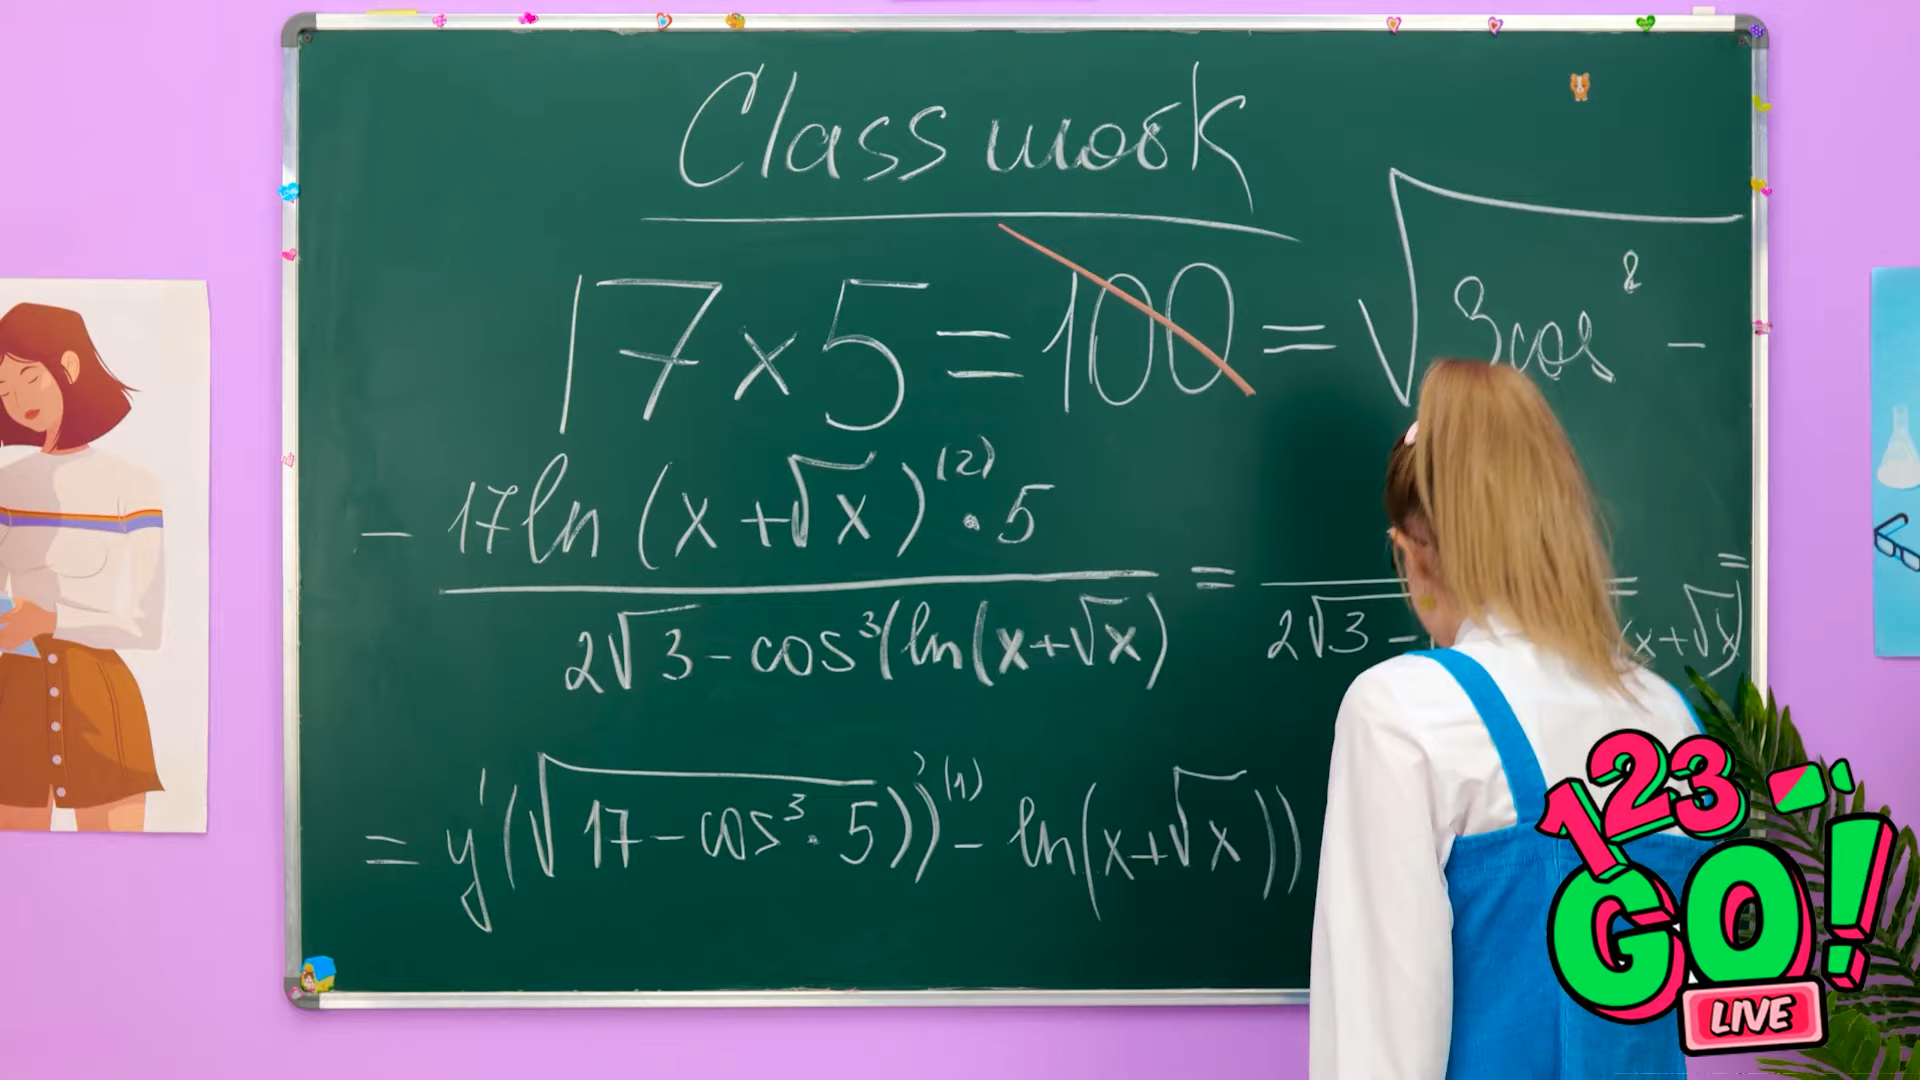 Class work
17 × 5 = 100 = √3cos⁸ –
– 17ln(x+√x)⁽²⁾ · 5
= =
2√3 – cos³(ln(x+√x) 2√3 – (x+√x)
= y'(√17 – cos³ · 5))'⁽¹⁾ – ln(x+√x))
123
GO!
LIVE